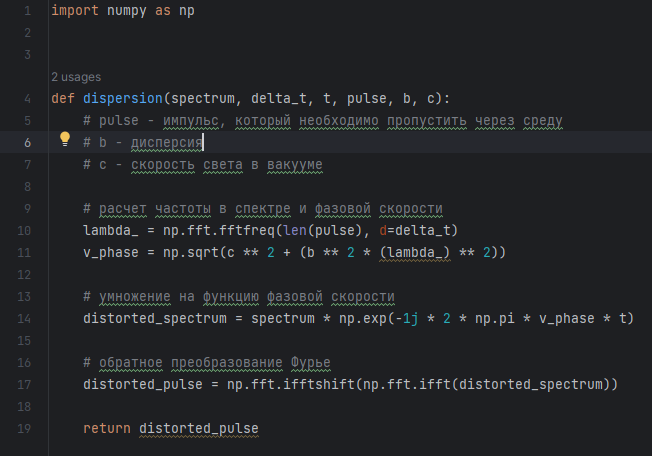 1 import numpy as np
2
3
2 usages
4 def dispersion(spectrum, delta_t, t, pulse, b, c):
5     # pulse - импульс, который необходимо пропустить через среду
6     # b - дисперсия
7     # c - скорость света в вакууме
8
9     # расчет частоты в спектре и фазовой скорости
10     lambda_ = np.fft.fftfreq(len(pulse), d=delta_t)
11     v_phase = np.sqrt(c ** 2 + (b ** 2 * (lambda_) ** 2))
12
13     # умножение на функцию фазовой скорости
14     distorted_spectrum = spectrum * np.exp(-1j * 2 * np.pi * v_phase * t)
15
16     # обратное преобразование Фурье
17     distorted_pulse = np.fft.ifftshift(np.fft.ifft(distorted_spectrum))
18
19     return distorted_pulse